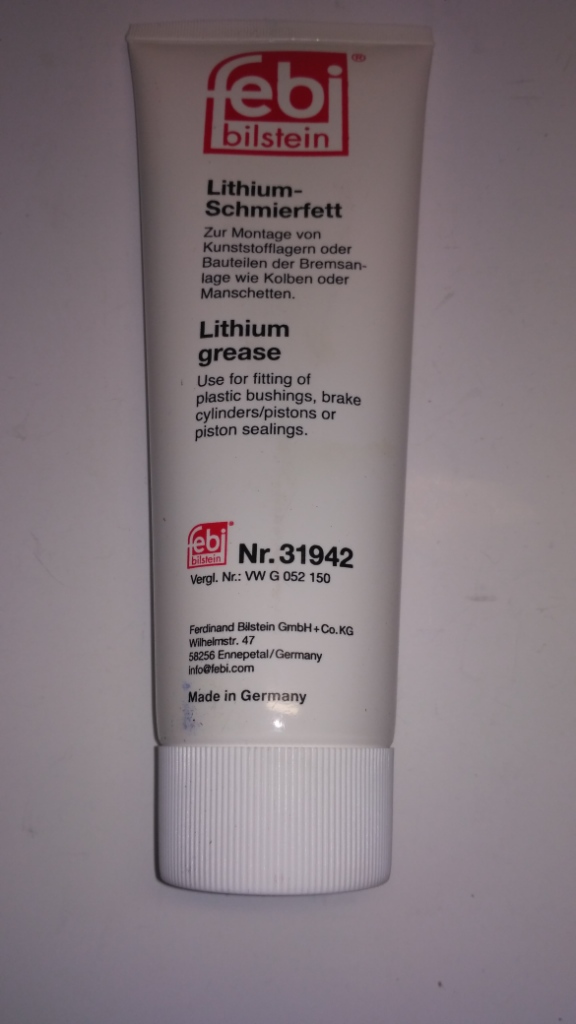 febi®
bilstein
Lithium-
Schmierfett
Zur Montage von
Kunststofflagern oder
Bauteilen der Bremsan-
lage wie Kolben oder
Manschetten.
Lithium
grease
Use for fitting of
plastic bushings, brake
cylinders/pistons or
piston sealings.
febi®
bilstein
Nr. 31942
Vergl. Nr.: VW G 052 150
Ferdinand Bilstein GmbH+Co.KG
Wilhelmstr. 47
58256 Ennepetal/Germany
info@febi.com
Made in Germany